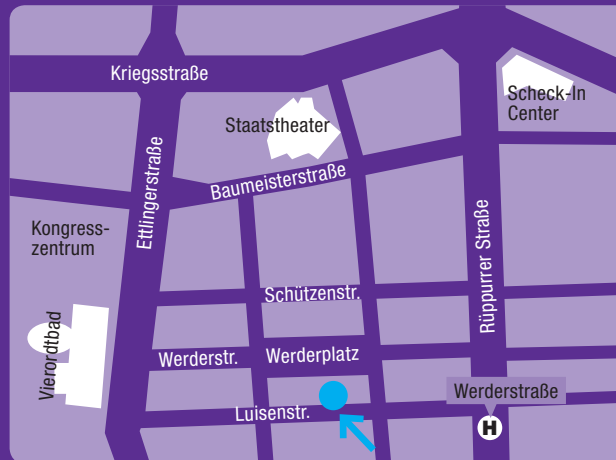 Kriegsstraße
Scheck-In
Center
Staatstheater
Ettlingerstraße
Baumeisterstraße
Kongress-
zentrum
Rüppurrer Straße
Schützenstr.
Vierordtbad
Werderstr.
Werderplatz
Werderstraße
Luisenstr.
H